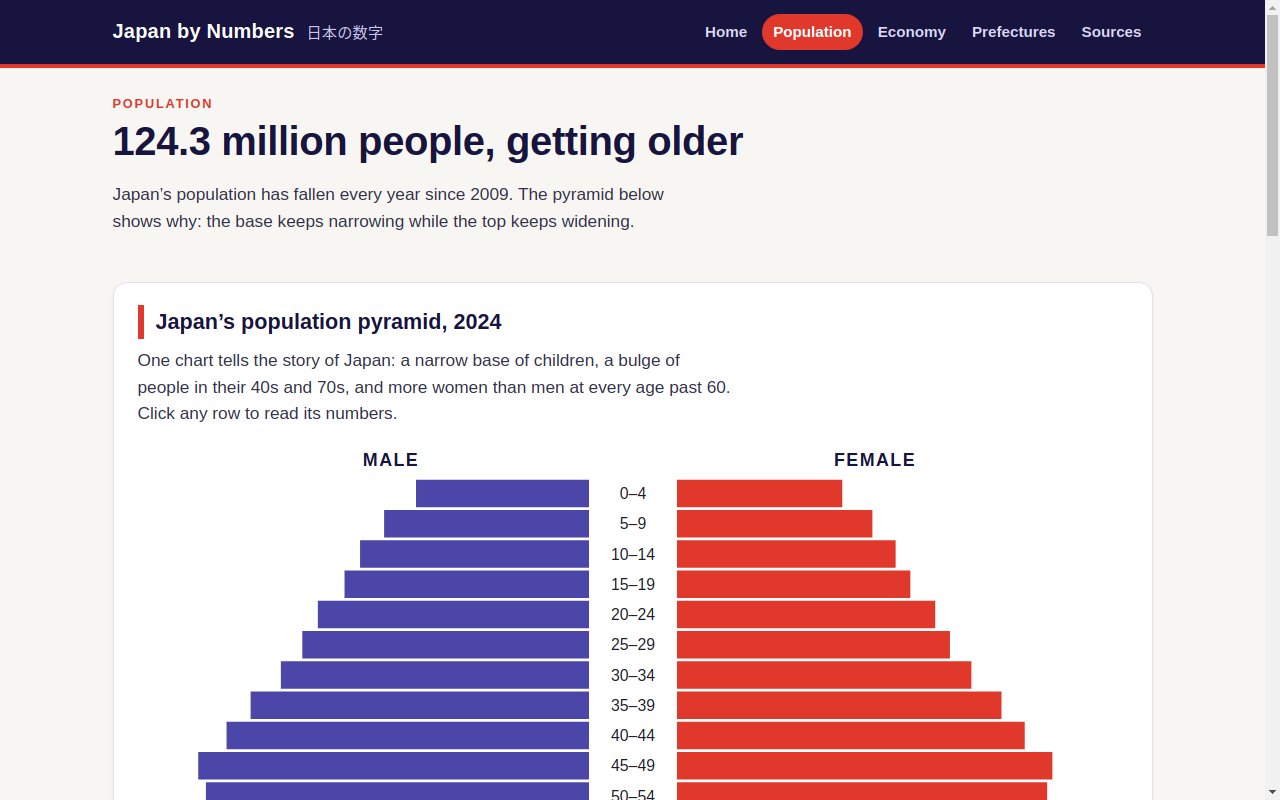 Japan by Numbers 日本の数字
Home Population Economy Prefectures Sources
POPULATION
124.3 million people, getting older
Japan’s population has fallen every year since 2009. The pyramid below
shows why: the base keeps narrowing while the top keeps widening.
Japan’s population pyramid, 2024
One chart tells the story of Japan: a narrow base of children, a bulge of
people in their 40s and 70s, and more women than men at every age past 60.
Click any row to read its numbers.
MALE FEMALE
0–4
5–9
10–14
15–19
20–24
25–29
30–34
35–39
40–44
45–49
50–54